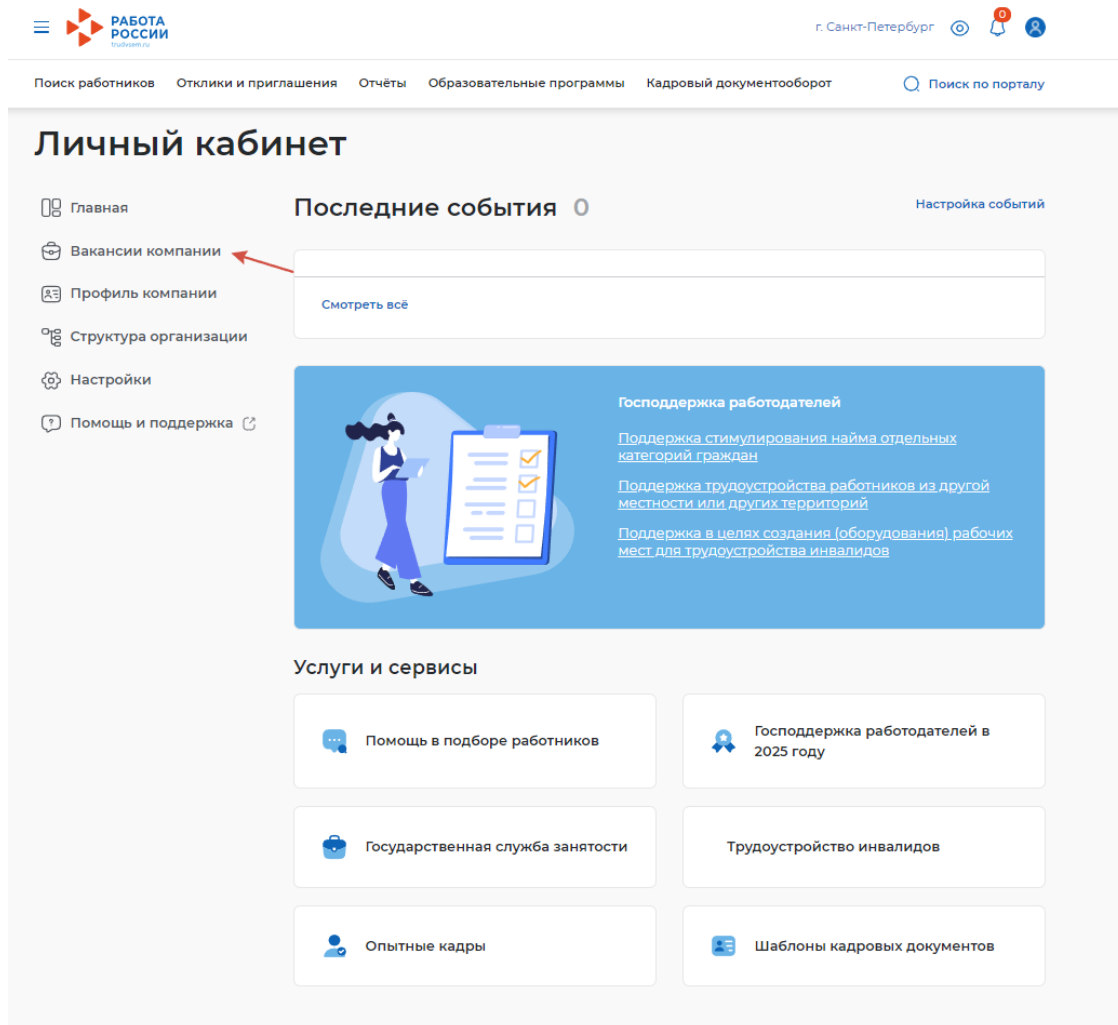 РАБОТА
РОССИИ
trudvsem.ru
г. Санкт-Петербург
0
Поиск работников Отклики и приглашения Отчёты Образовательные программы Кадровый документооборот Поиск по порталу
Личный кабинет
Главная
Вакансии компании
Профиль компании
Структура организации
Настройки
Помощь и поддержка
Последние события 0
Настройка событий
Смотреть всё
Господдержка работодателей
Поддержка стимулирования найма отдельных
категорий граждан
Поддержка трудоустройства работников из другой
местности или других территорий
Поддержка в целях создания (оборудования) рабочих
мест для трудоустройства инвалидов
Услуги и сервисы
Помощь в подборе работников
Господдержка работодателей в
2025 году
Государственная служба занятости
Трудоустройство инвалидов
Опытные кадры
Шаблоны кадровых документов